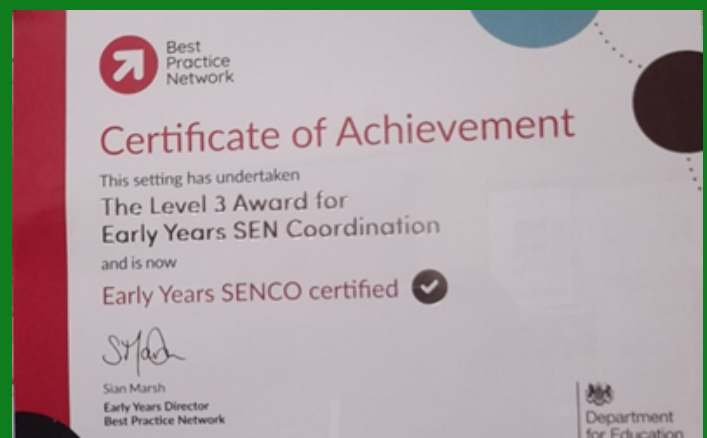 Best
Practice
Network
Certificate of Achievement
This setting has undertaken
The Level 3 Award for
Early Years SEN Coordination
and is now
Early Years SENCO certified
SMarsh
Sian Marsh
Early Years Director
Best Practice Network
Department
for Education